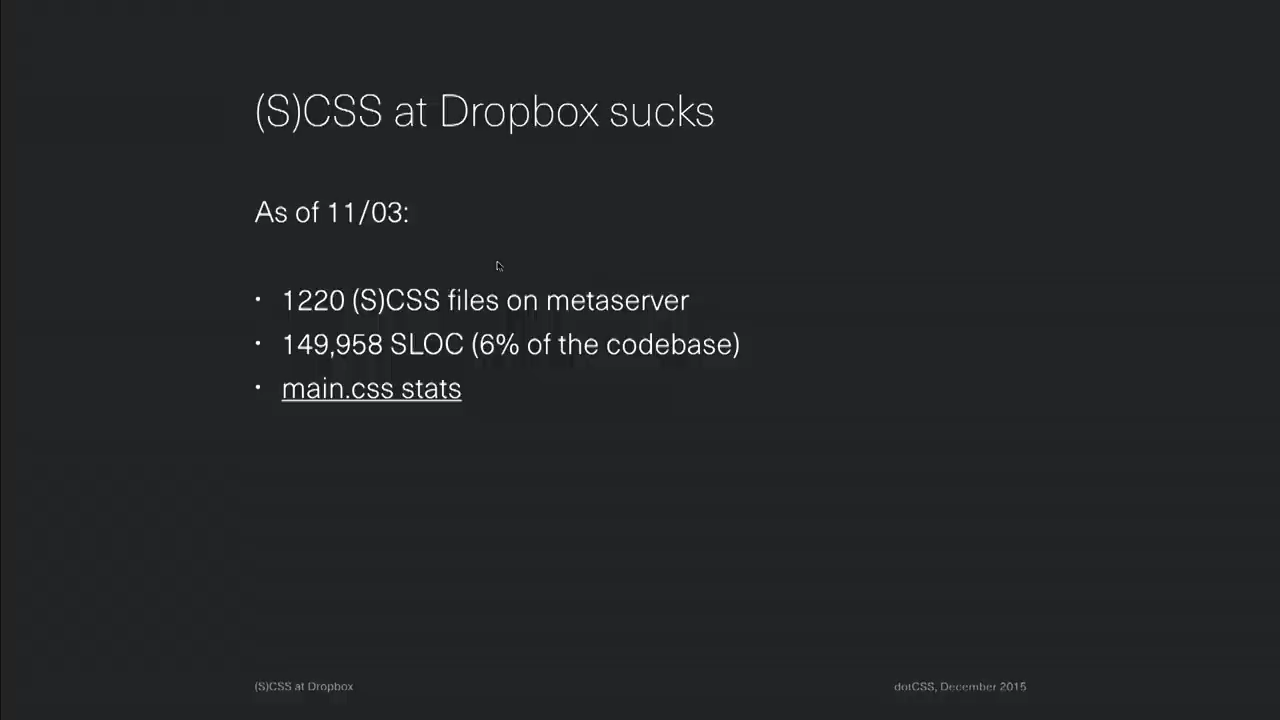 (S)CSS at Dropbox sucks
As of 11/03:
• 1220 (S)CSS files on metaserver
• 149,958 SLOC (6% of the codebase)
• main.css stats
(S)CSS at Dropbox
dotCSS, December 2015